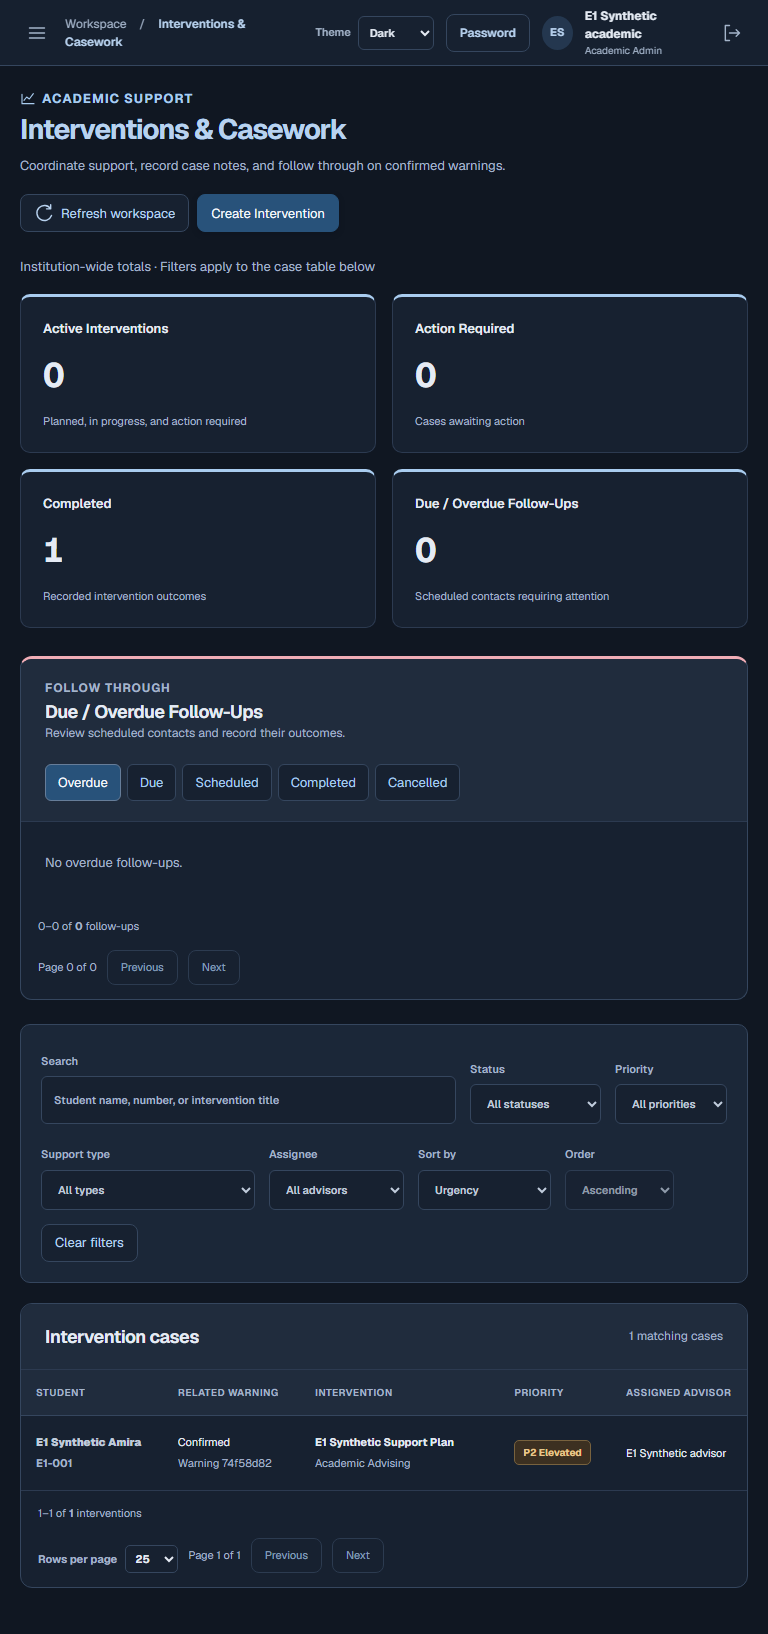 Workspace / Interventions & Casework
Theme Dark Password ES E1 Synthetic academic
Academic Admin
ACADEMIC SUPPORT
Interventions & Casework
Coordinate support, record case notes, and follow through on confirmed warnings.
Refresh workspace Create Intervention
Institution-wide totals · Filters apply to the case table below
Active Interventions
0
Planned, in progress, and action required
Action Required
0
Cases awaiting action
Completed
1
Recorded intervention outcomes
Due / Overdue Follow-Ups
0
Scheduled contacts requiring attention
FOLLOW THROUGH
Due / Overdue Follow-Ups
Review scheduled contacts and record their outcomes.
Overdue Due Scheduled Completed Cancelled
No overdue follow-ups.
0–0 of 0 follow-ups
Page 0 of 0 Previous Next
Search
Student name, number, or intervention title
Status
All statuses
Priority
All priorities
Support type
All types
Assignee
All advisors
Sort by
Urgency
Order
Ascending
Clear filters
Intervention cases 1 matching cases
STUDENT RELATED WARNING INTERVENTION PRIORITY ASSIGNED ADVISOR
E1 Synthetic Amira Confirmed E1 Synthetic Support Plan P2 Elevated E1 Synthetic advisor
E1-001 Warning 74f58d82 Academic Advising
1–1 of 1 interventions
Rows per page 25 Page 1 of 1 Previous Next